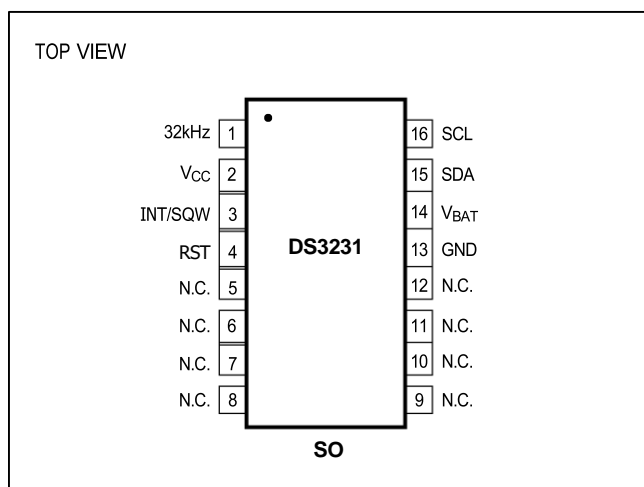 TOP VIEW
32kHz 1 16 SCL
VCC 2 15 SDA
INT/SQW 3 14 VBAT
RST 4 DS3231 13 GND
N.C. 5 12 N.C.
N.C. 6 11 N.C.
N.C. 7 10 N.C.
N.C. 8 9 N.C.
SO